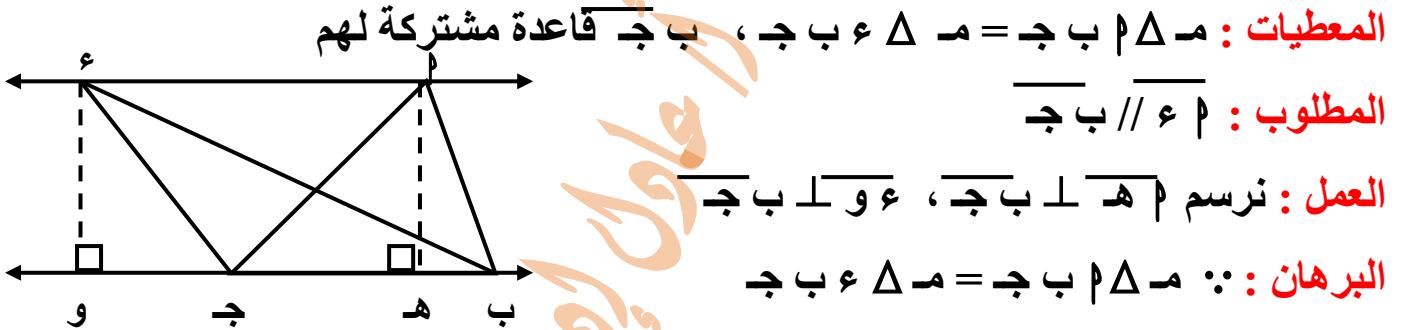 المعطيات : مـ Δ أ ب جـ = مـ Δ ء ب جـ ، ب جـ قاعدة مشتركة لهم
المطلوب : أ ء // ب جـ
العمل : نرسم أ هـ ⊥ ب جـ ، ء و ⊥ ب جـ
البرهان : ∵ مـ Δ أ ب جـ = مـ Δ ء ب جـ
ء أ
و جـ هـ ب